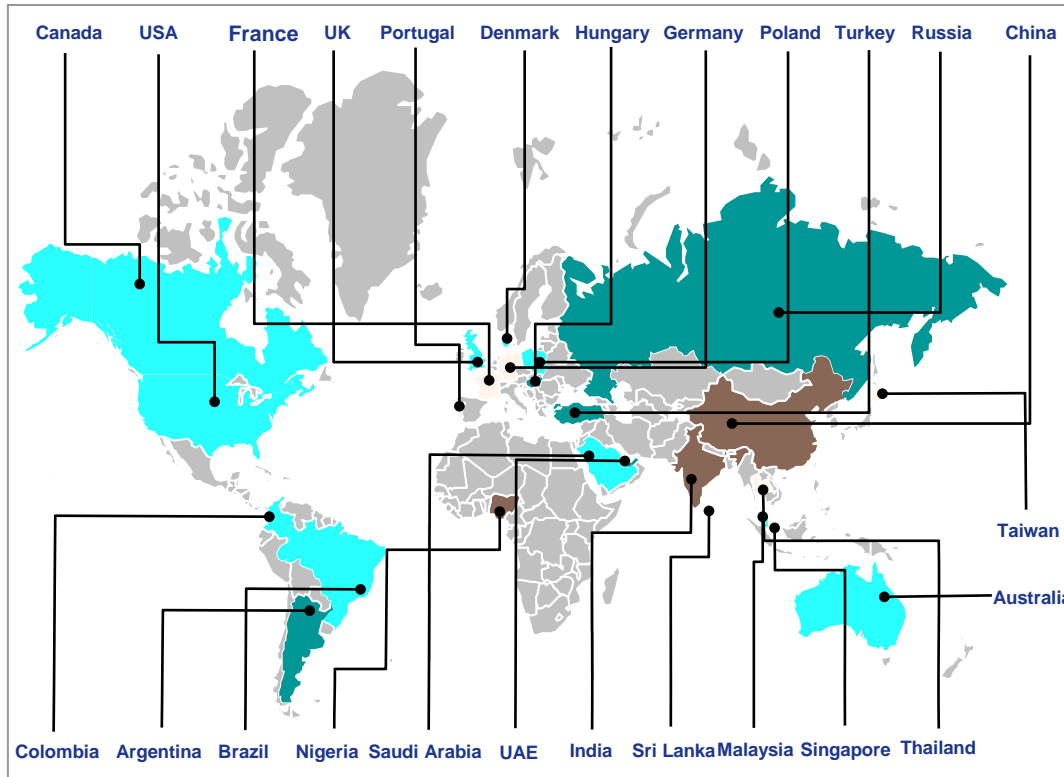 Canada USA France UK Portugal Denmark Hungary Germany Poland Turkey Russia China
Taiwan
Australia
Colombia Argentina Brazil Nigeria Saudi Arabia UAE India Sri Lanka Malaysia Singapore Thailand